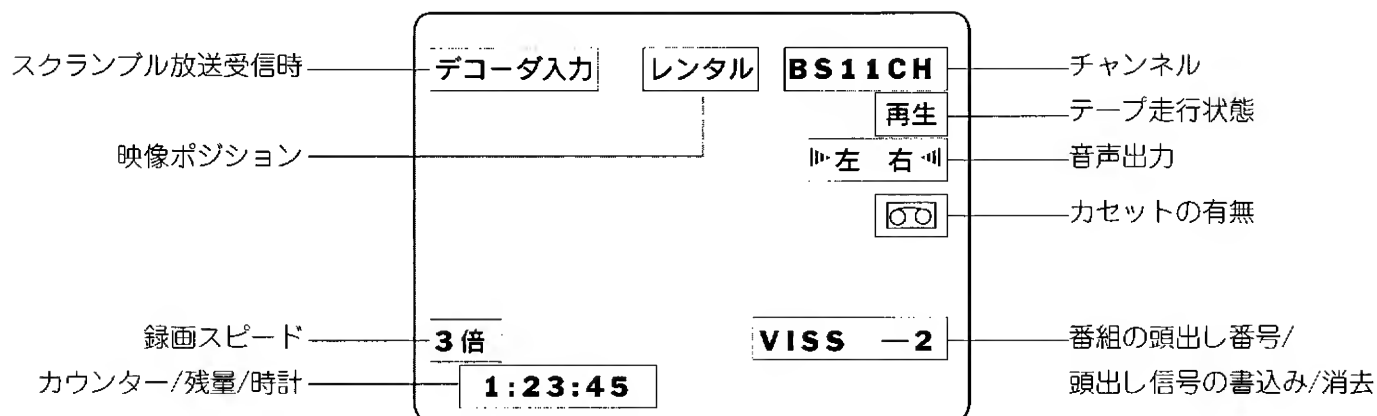 スクランブル放送受信時
デコーダ入力
レンタル
BS11CH
チャンネル
再生
テープ走行状態
映像ポジション
左 右
音声出力
カセットの有無
録画スピード
3倍
VISS −2
番組の頭出し番号/
カウンター/残量/時計
1:23:45
頭出し信号の書込み/消去